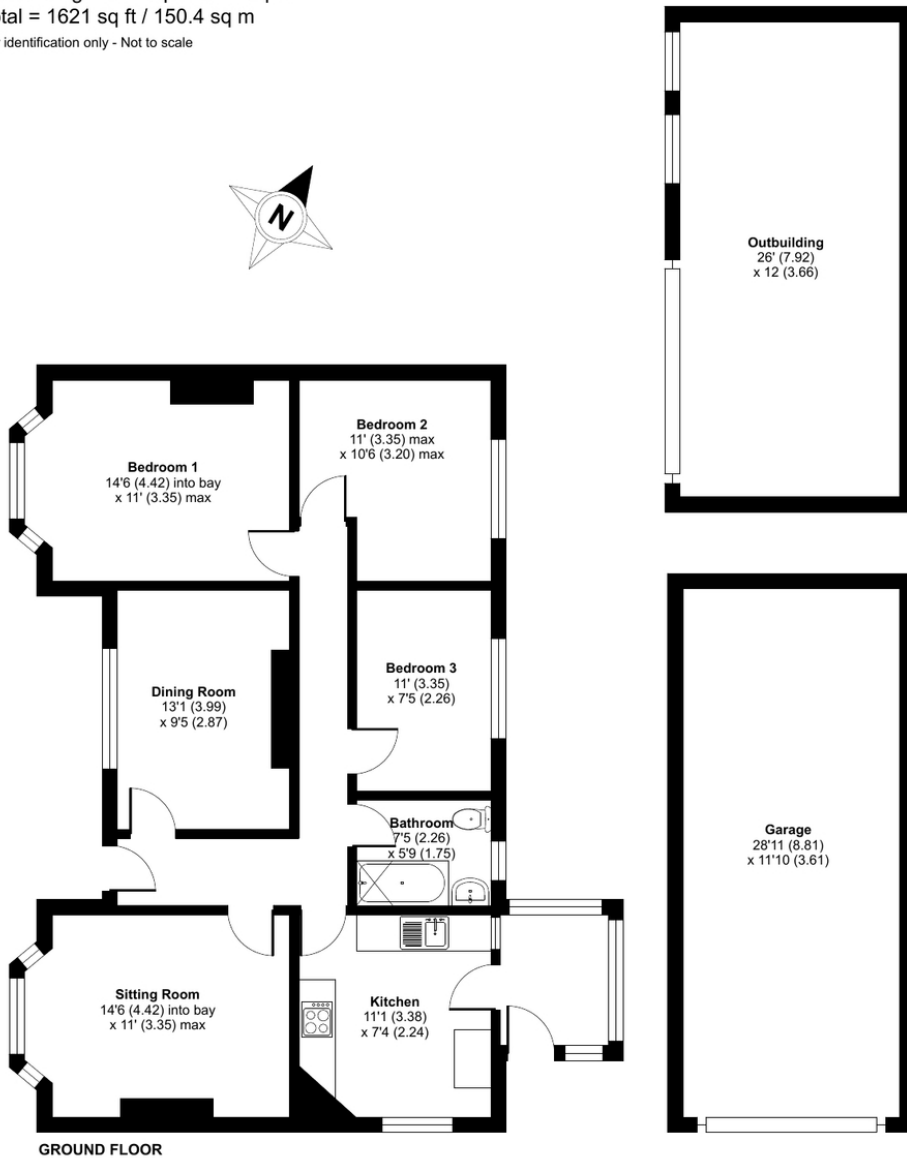 Total = 1621 sq ft / 150.4 sq m
identification only - Not to scale
N
Outbuilding
26' (7.92)
x 12 (3.66)
Bedroom 1
14'6 (4.42) into bay
x 11' (3.35) max
Bedroom 2
11' (3.35) max
x 10'6 (3.20) max
Dining Room
13'1 (3.99)
x 9'5 (2.87)
Bedroom 3
11' (3.35)
x 7'5 (2.26)
Bathroom
7'5 (2.26)
x 5'9 (1.75)
Garage
28'11 (8.81)
x 11'10 (3.61)
Sitting Room
14'6 (4.42) into bay
x 11' (3.35) max
Kitchen
11'1 (3.38)
x 7'4 (2.24)
GROUND FLOOR